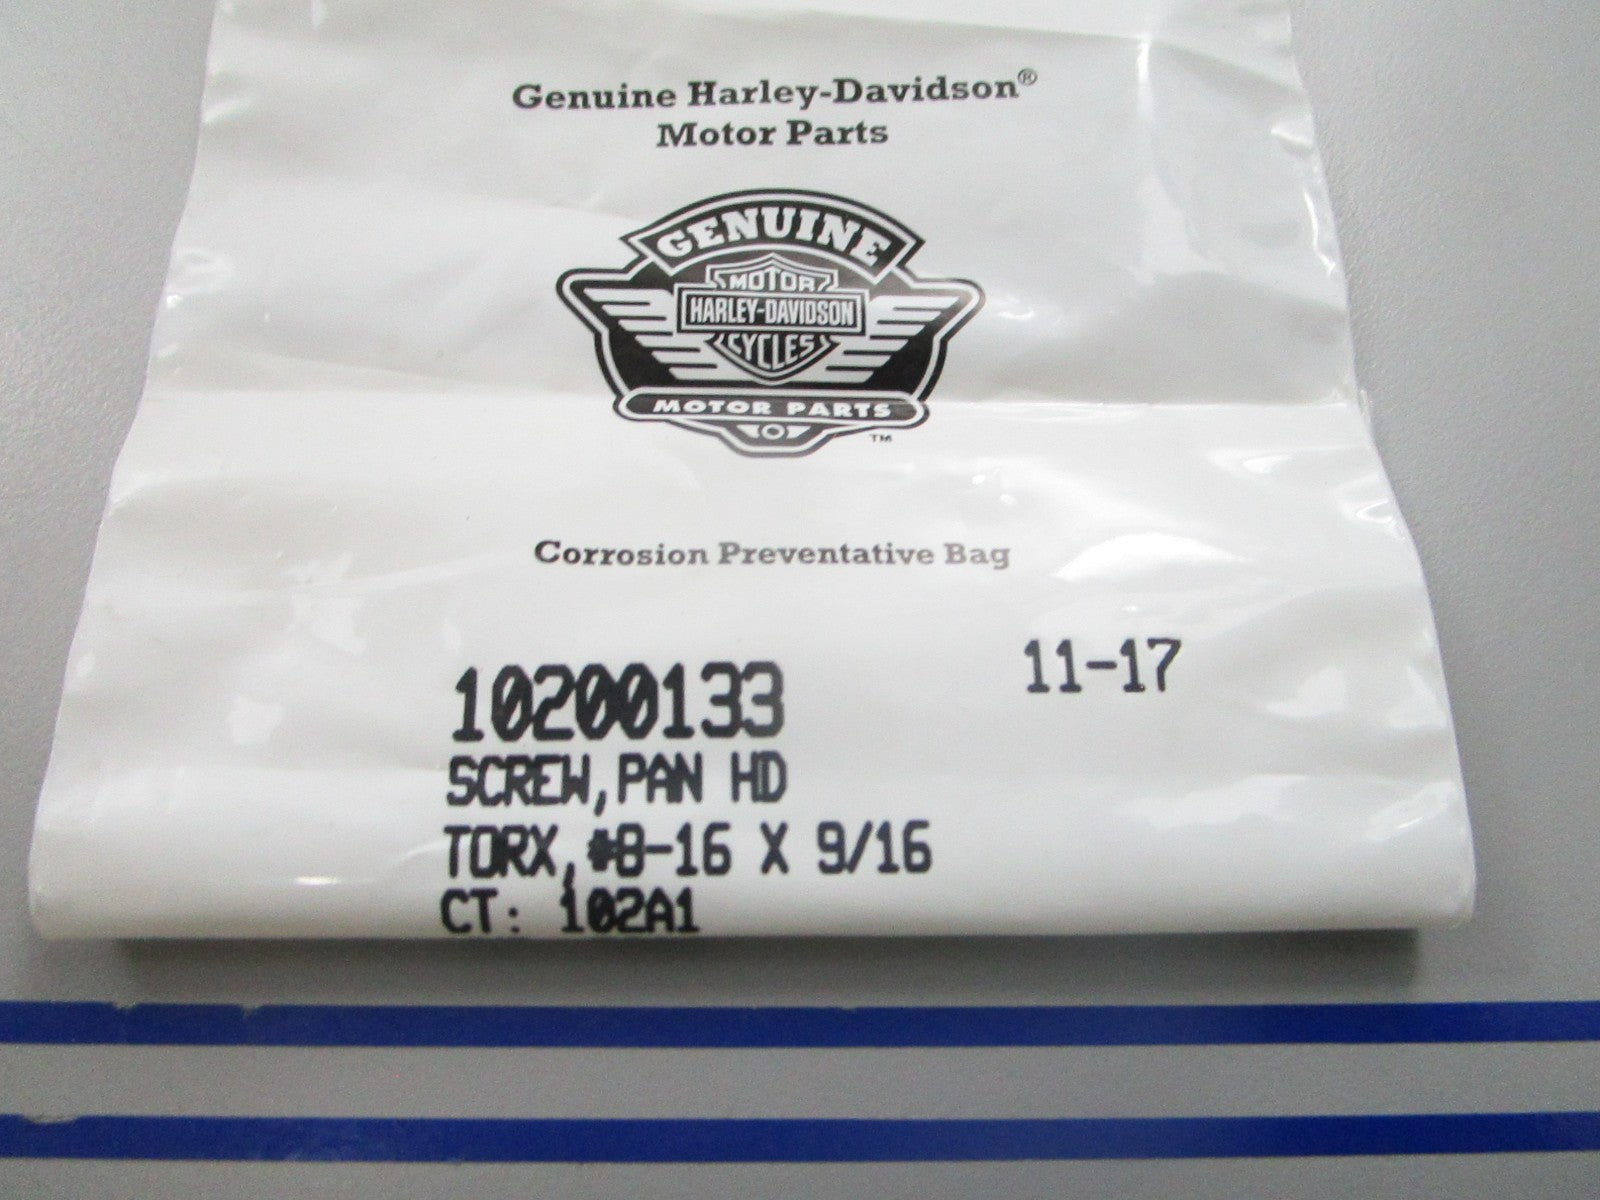 Genuine Harley-Davidson®
Motor Parts
GENUINE
MOTOR
HARLEY-DAVIDSON
CYCLES
MOTOR PARTS
TM
Corrosion Preventative Bag
11-17
10200133
SCREW, PAN HD
TORX, #8-16 X 9/16
CT: 102A1